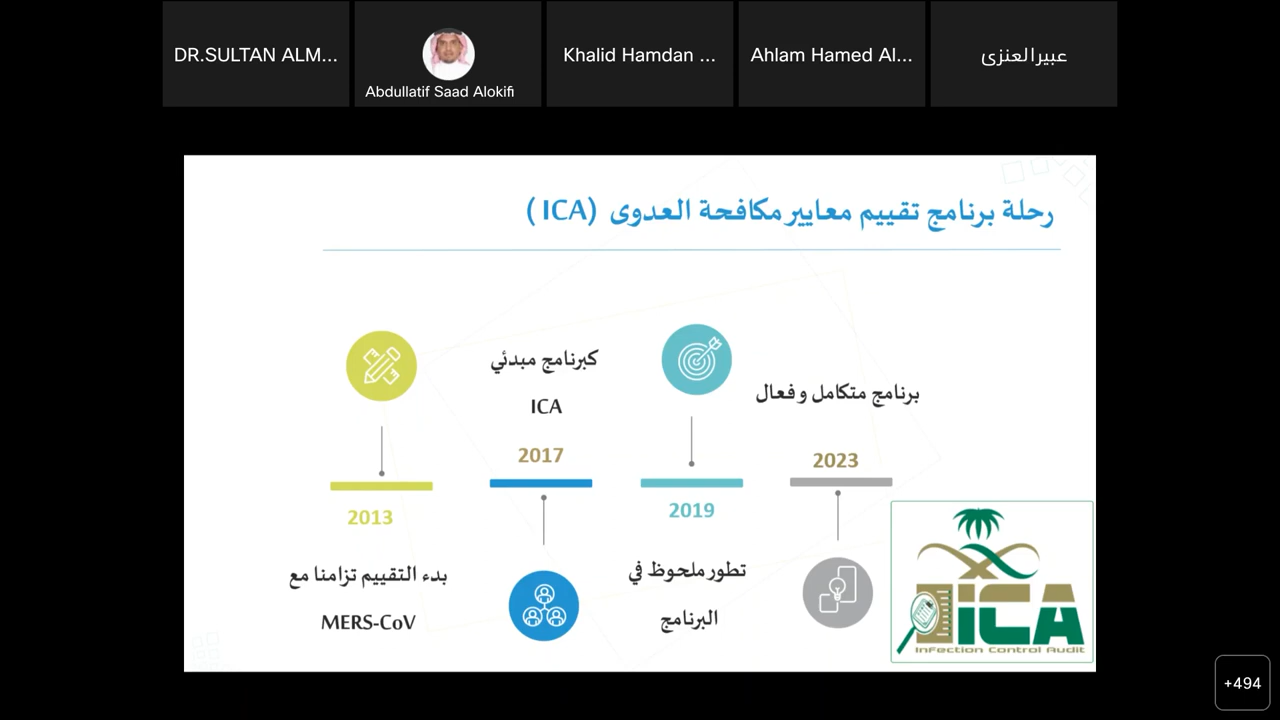 DR.SULTAN ALM...
Abdullatif Saad Alokifi
Khalid Hamdan ...
Ahlam Hamed Al...
عبيرالعنزى
رحلة برنامج تقييم معايير مكافحة العدوى (ICA )
2013
بدء التقييم تزامنا مع
MERS-CoV
كبرنامج مبدئي
ICA
2017
2019
تطور ملحوظ في
البرنامج
برنامج متكامل و فعال
2023
iCA
Infection Control Audit
+494